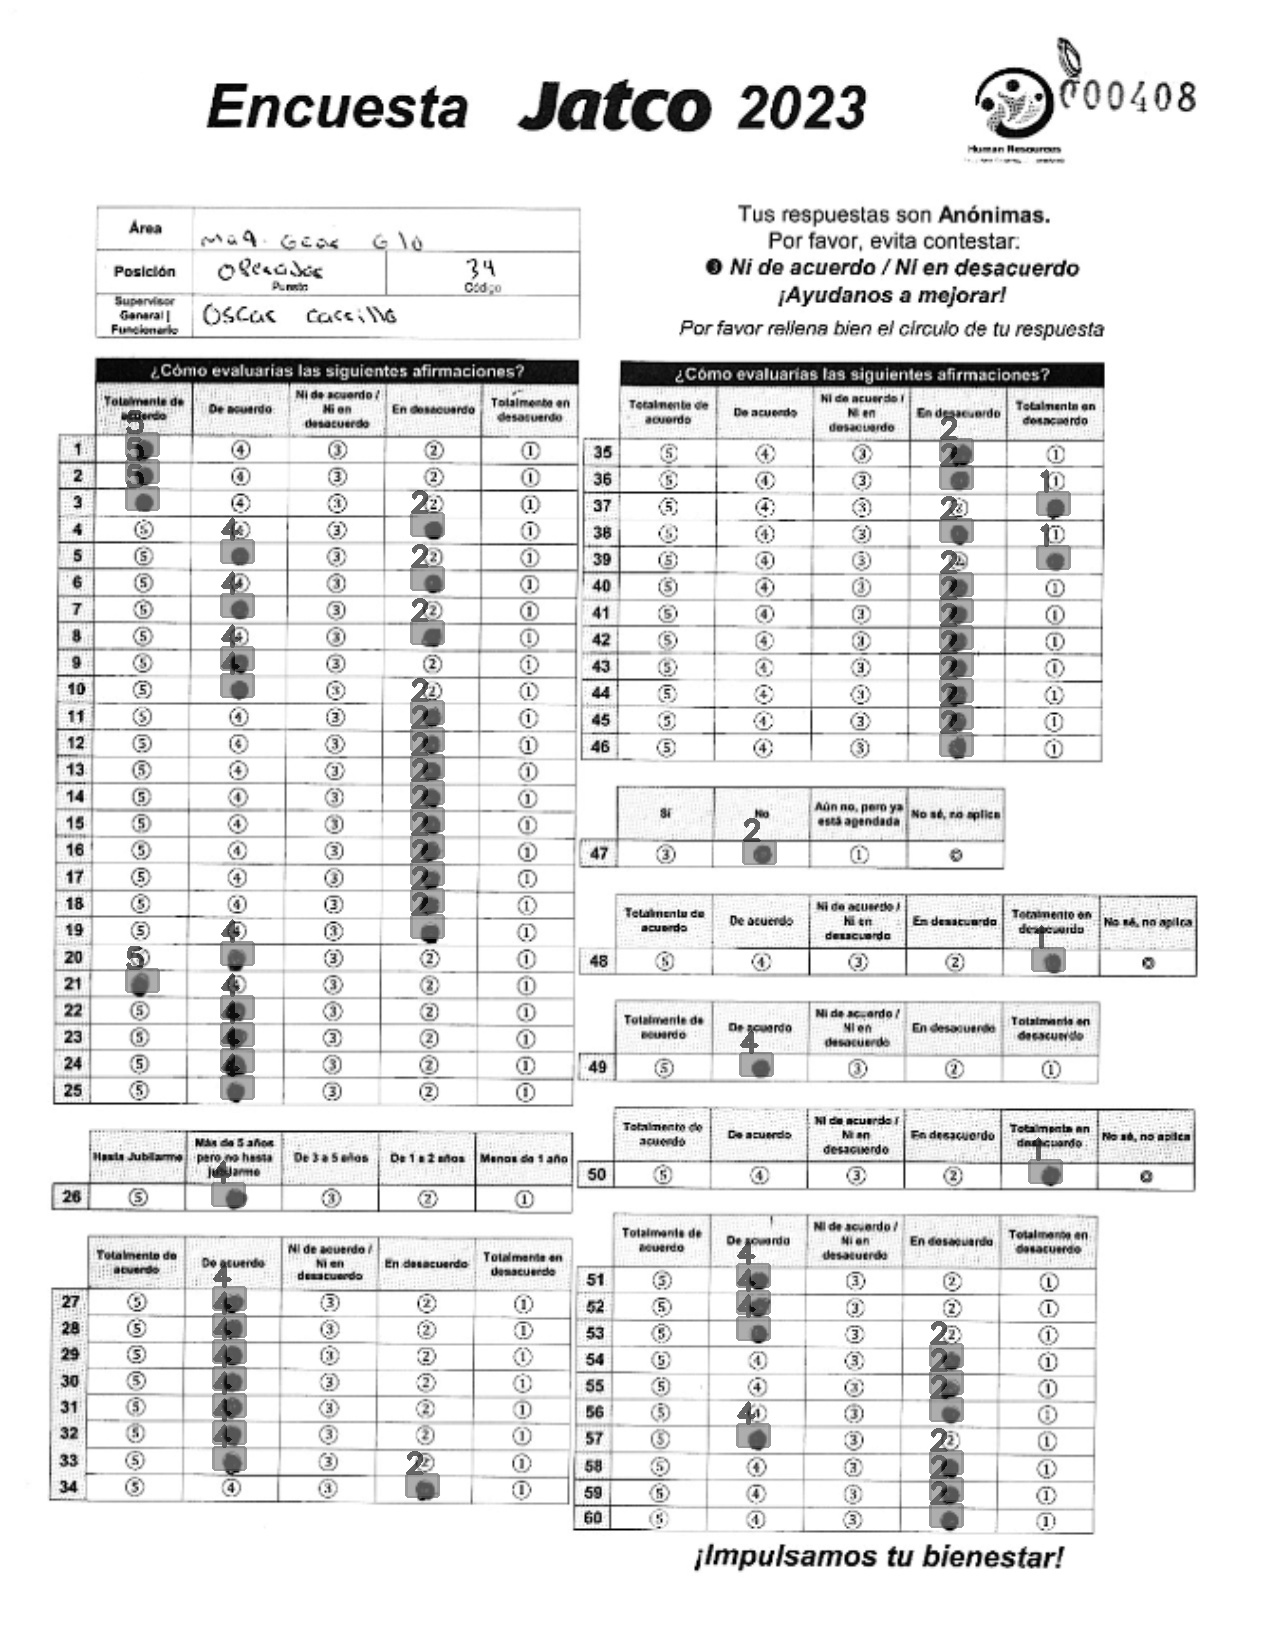 Encuesta Jatco 2023
000408
Human Resources
Área Maq. Gear G10
Posición Operador 34
Puesto Código
Supervisor General | Funcionario Oscar Carrillo
Tus respuestas son Anónimas.
Por favor, evita contestar:
❸ Ni de acuerdo / Ni en desacuerdo
¡Ayudanos a mejorar!
Por favor rellena bien el círculo de tu respuesta
¿Cómo evaluarías las siguientes afirmaciones?
Totalmente de acuerdo De acuerdo Ni de acuerdo / Ni en desacuerdo En desacuerdo Totalmente en desacuerdo
1 5 ④ ③ ② ①
2 5 ④ ③ ② ①
3 ④ ③ 2 ② ①
4 ⑤ 4 ③ ①
5 ⑤ ③ 2 ② ①
6 ⑤ 4 ④ ③ ①
7 ⑤ ③ 2 ② ①
8 ⑤ 4 ④ ③ ①
9 ⑤ 4 ③ ② ①
10 ⑤ ③ 2 ② ①
11 ⑤ ④ ③ 2 ①
12 ⑤ ④ ③ 2 ①
13 ⑤ ④ ③ 2 ①
14 ⑤ ④ ③ 2 ①
15 ⑤ ④ ③ 2 ①
16 ⑤ ④ ③ 2 ①
17 ⑤ ④ ③ 2 ①
18 ⑤ ④ ③ 2 ①
19 ⑤ 4 ③ ①
20 5 ③ ② ①
21 4 ③ ② ①
22 ⑤ 4 ③ ② ①
23 ⑤ 4 ③ ② ①
24 ⑤ 4 ③ ② ①
25 ⑤ ③ ② ①
Hasta Jubilarme Más de 5 años pero no hasta jubilarme De 3 a 5 años De 1 a 2 años Menos de 1 año
4
26 ⑤ ③ ② ①
Totalmente de acuerdo De acuerdo Ni de acuerdo / Ni en desacuerdo En desacuerdo Totalmente en desacuerdo
4
27 ⑤ 4 ③ ② ①
28 ⑤ 4 ③ ② ①
29 ⑤ 4 ③ ② ①
30 ⑤ 4 ③ ② ①
31 ⑤ 4 ③ ② ①
32 ⑤ 4 ③ ② ①
33 ⑤ ③ 2 ② ①
34 ⑤ ④ ③ ①
¿Cómo evaluarías las siguientes afirmaciones?
Totalmente de acuerdo De acuerdo Ni de acuerdo / Ni en desacuerdo En desacuerdo Totalmente en desacuerdo
2
35 ⑤ ④ ③ 2 ①
36 ⑤ ④ ③ 1 ①
37 ⑤ ④ ③ 2 ②
38 ⑤ ④ ③ 1 ①
39 ⑤ ④ ③ 2 ②
40 ⑤ ④ ③ 2 ①
41 ⑤ ④ ③ 2 ①
42 ⑤ ④ ③ 2 ①
43 ⑤ ④ ③ 2 ①
44 ⑤ ④ ③ 2 ①
45 ⑤ ④ ③ 2 ①
46 ⑤ ④ ③ ①
Sí No Aún no, pero ya está agendada No sé, no aplica
2
47 ③ ①
Totalmente de acuerdo De acuerdo Ni de acuerdo / Ni en desacuerdo En desacuerdo Totalmente en desacuerdo No sé, no aplica
1
48 ⑤ ④ ③ ②
Totalmente de acuerdo De acuerdo Ni de acuerdo / Ni en desacuerdo En desacuerdo Totalmente en desacuerdo
4
49 ⑤ ③ ② ①
Totalmente de acuerdo De acuerdo Ni de acuerdo / Ni en desacuerdo En desacuerdo Totalmente en desacuerdo No sé, no aplica
1
50 ⑤ ④ ③ ②
Totalmente de acuerdo De acuerdo Ni de acuerdo / Ni en desacuerdo En desacuerdo Totalmente en desacuerdo
4
51 ⑤ 4 ③ ② ①
52 ⑤ 4 ③ ② ①
53 ⑤ ③ 2 ② ①
54 ⑤ ④ ③ 2 ①
55 ⑤ ④ ③ 2 ①
56 ⑤ 4 ④ ③ ①
57 ⑤ ③ 2 ② ①
58 ⑤ ④ ③ 2 ①
59 ⑤ ④ ③ 2 ①
60 ⑤ ④ ③ ①
¡Impulsamos tu bienestar!